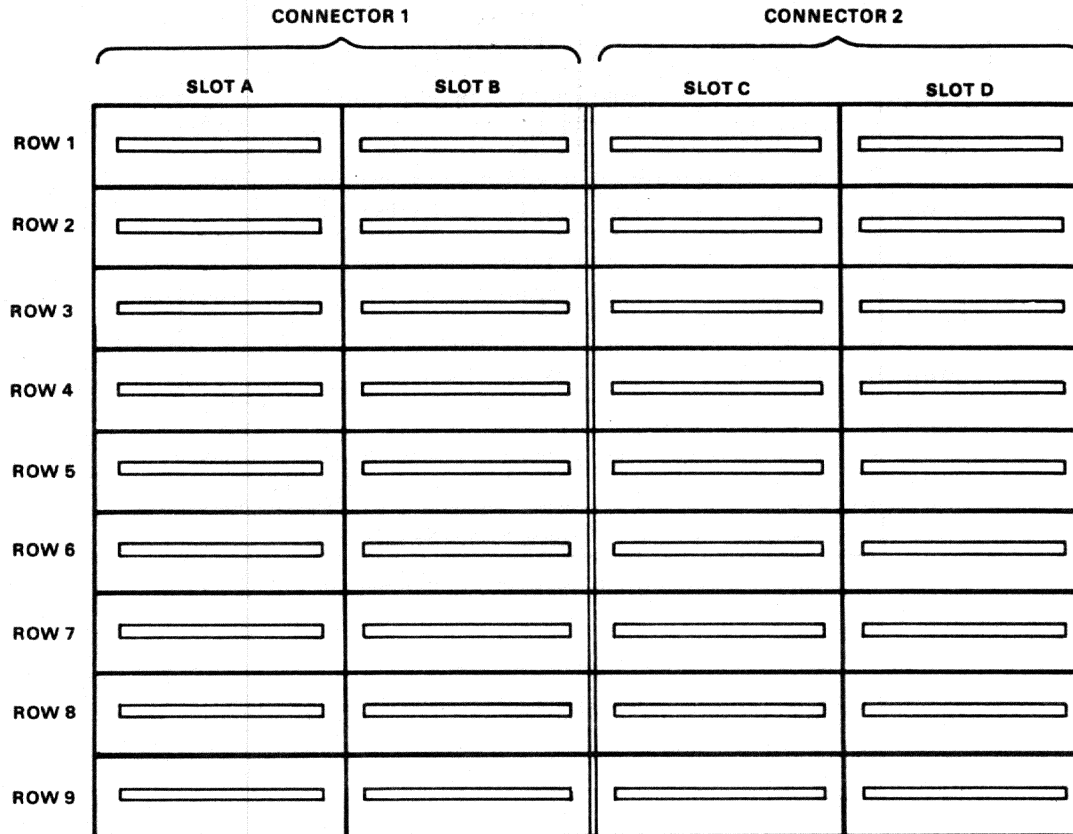 CONNECTOR 1 CONNECTOR 2
SLOT A SLOT B SLOT C SLOT D
ROW 1
ROW 2
ROW 3
ROW 4
ROW 5
ROW 6
ROW 7
ROW 8
ROW 9